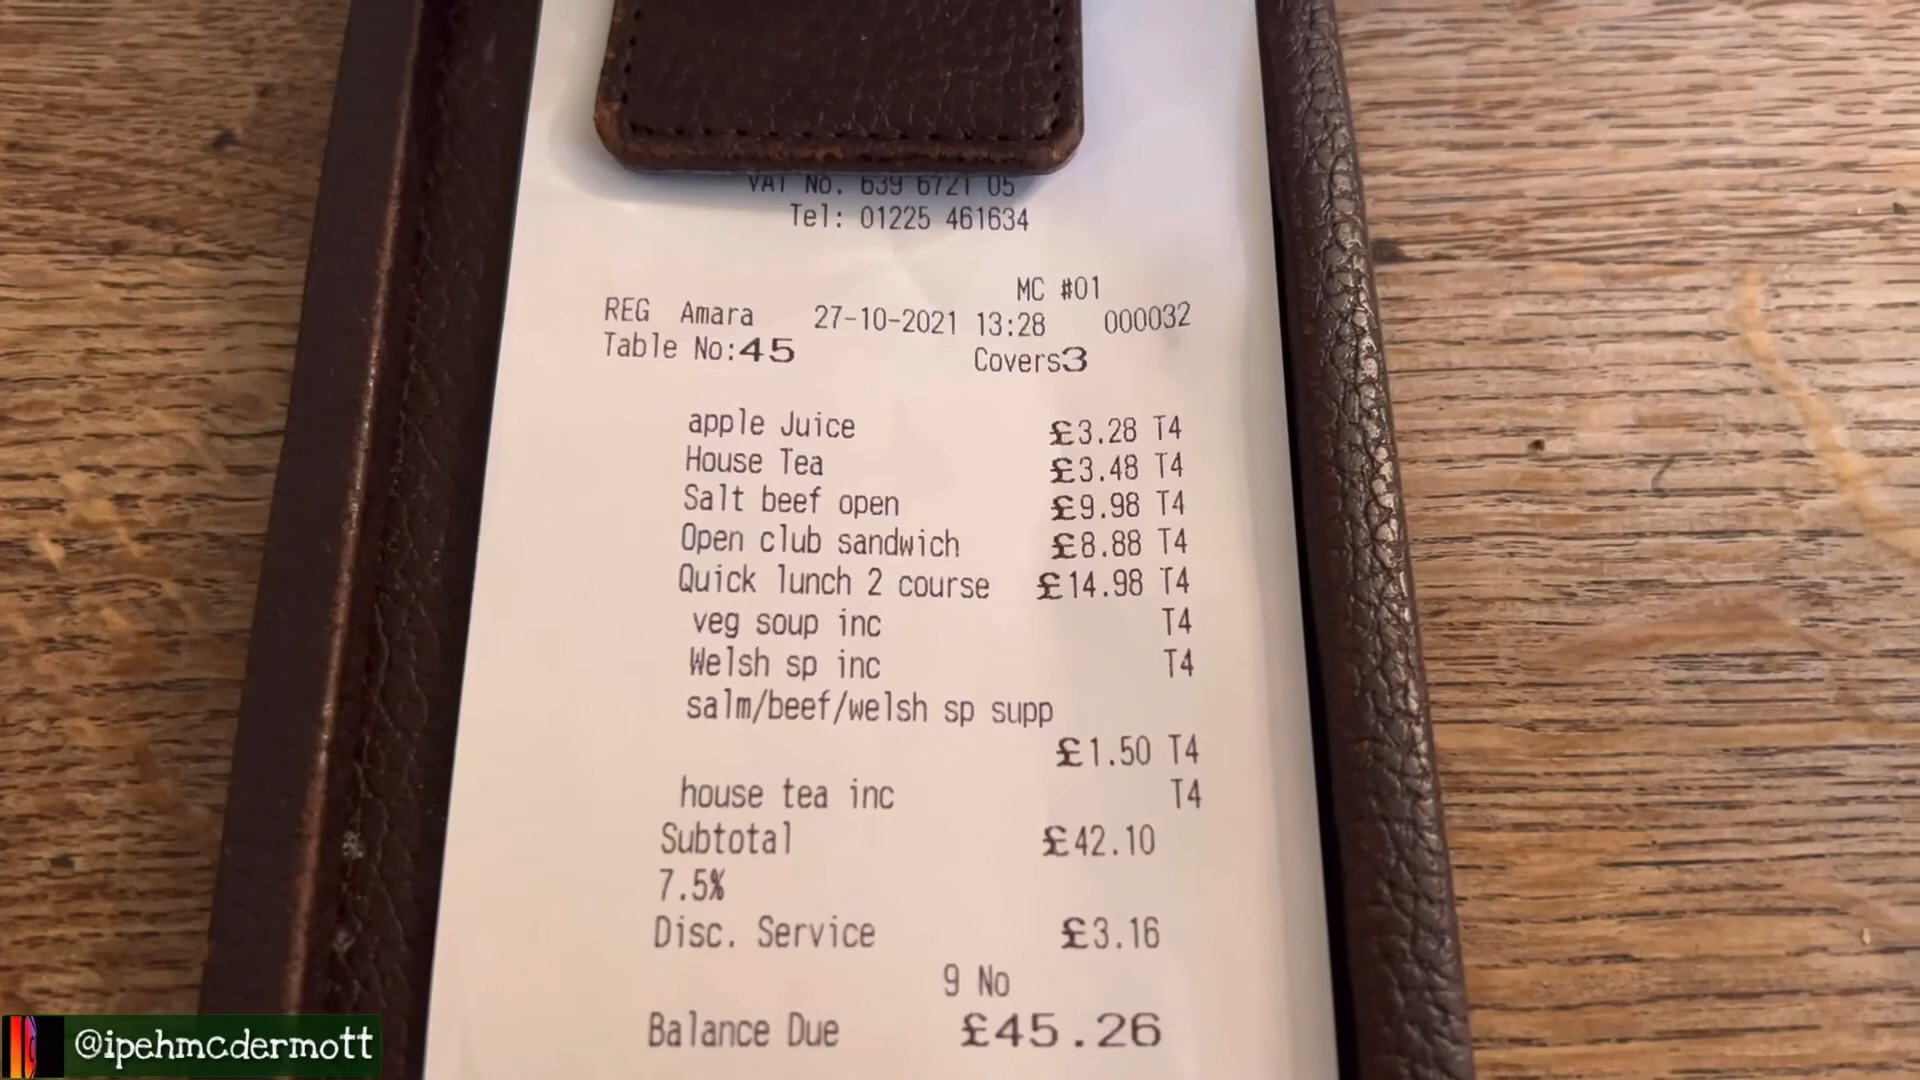 VAT No. 639 6721 05
Tel: 01225 461634
MC #01
REG Amara 27-10-2021 13:28 000032
Table No:45 Covers3
apple Juice £3.28 T4
House Tea £3.48 T4
Salt beef open £9.98 T4
Open club sandwich £8.88 T4
Quick lunch 2 course £14.98 T4
veg soup inc T4
Welsh sp inc T4
salm/beef/welsh sp supp
£1.50 T4
house tea inc T4
Subtotal £42.10
7.5%
Disc. Service £3.16
9 No
Balance Due £45.26
@ipehmcdermott